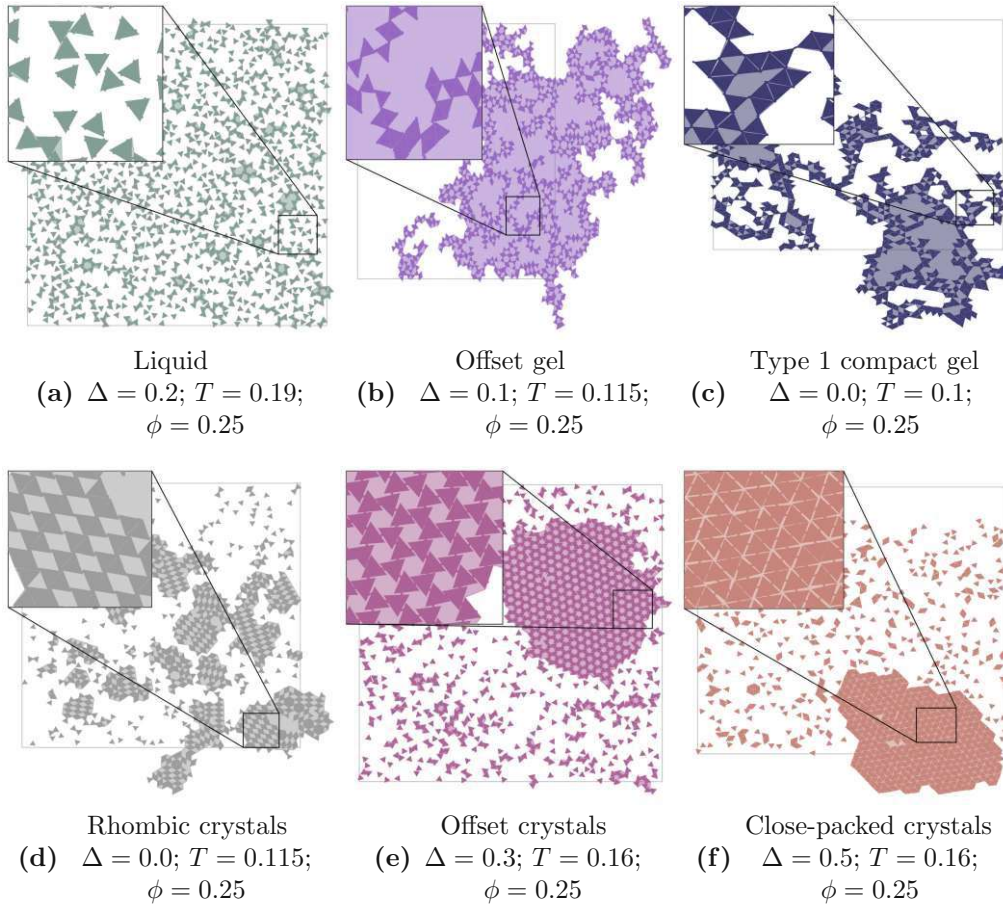 Liquid
(a) Δ = 0.2; T = 0.19;
ϕ = 0.25
Offset gel
(b) Δ = 0.1; T = 0.115;
ϕ = 0.25
Type 1 compact gel
(c) Δ = 0.0; T = 0.1;
ϕ = 0.25
Rhombic crystals
(d) Δ = 0.0; T = 0.115;
ϕ = 0.25
Offset crystals
(e) Δ = 0.3; T = 0.16;
ϕ = 0.25
Close-packed crystals
(f) Δ = 0.5; T = 0.16;
ϕ = 0.25